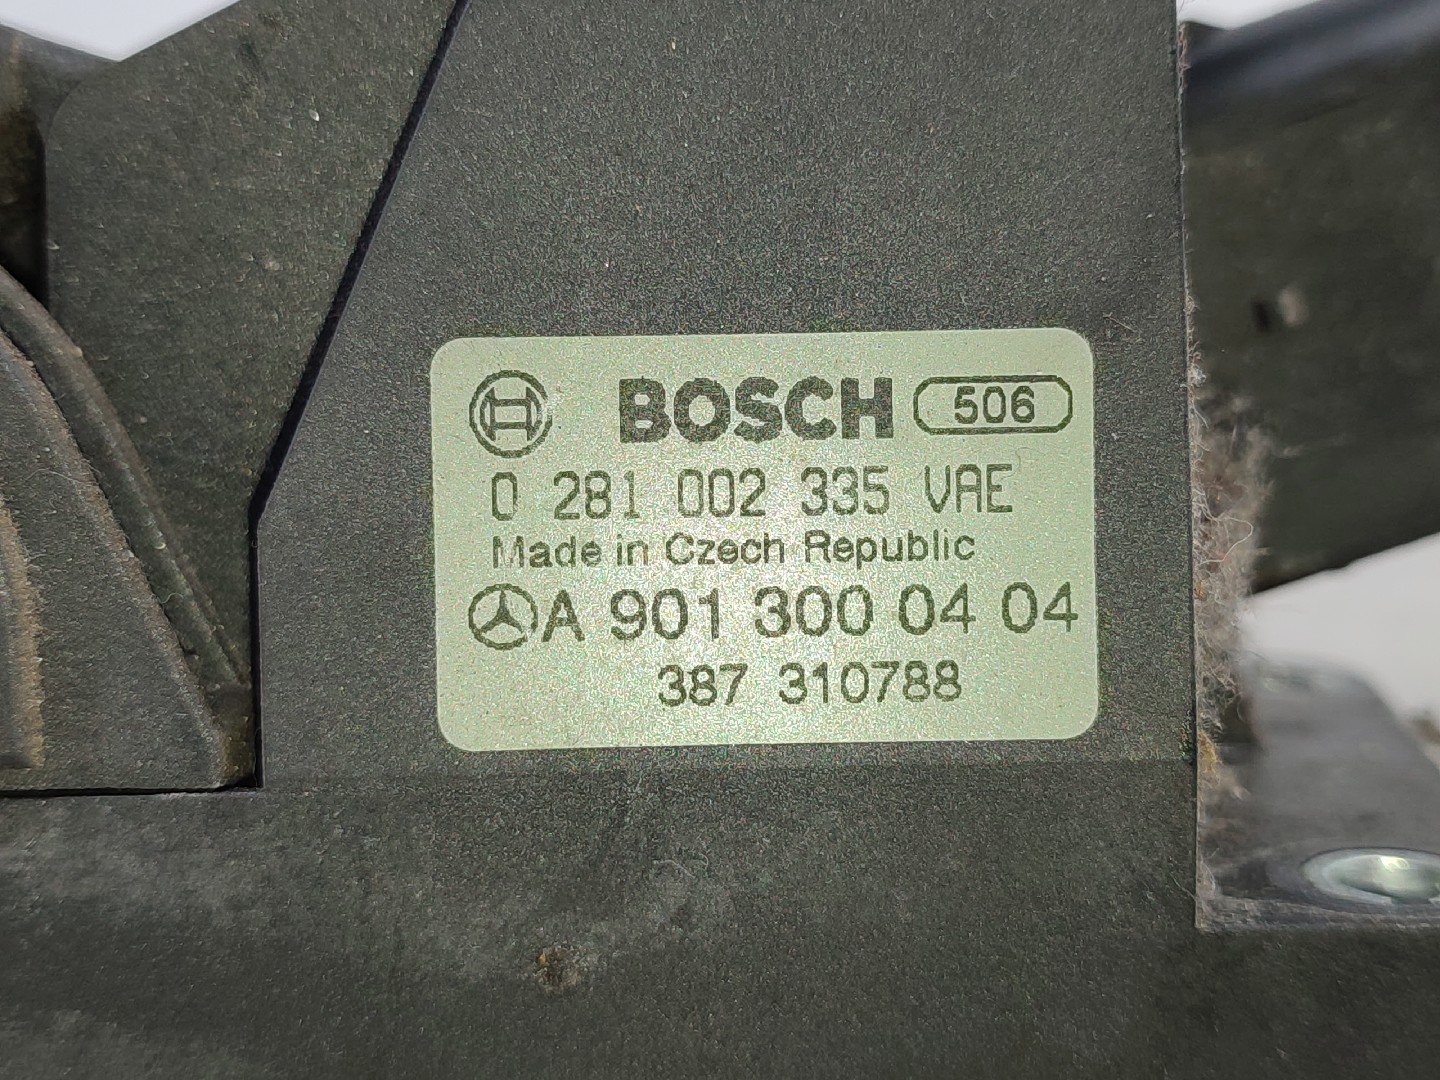 BOSCH 506
0 281 002 335 VAE
Made in Czech Republic
A 901 300 04 04
387 310788